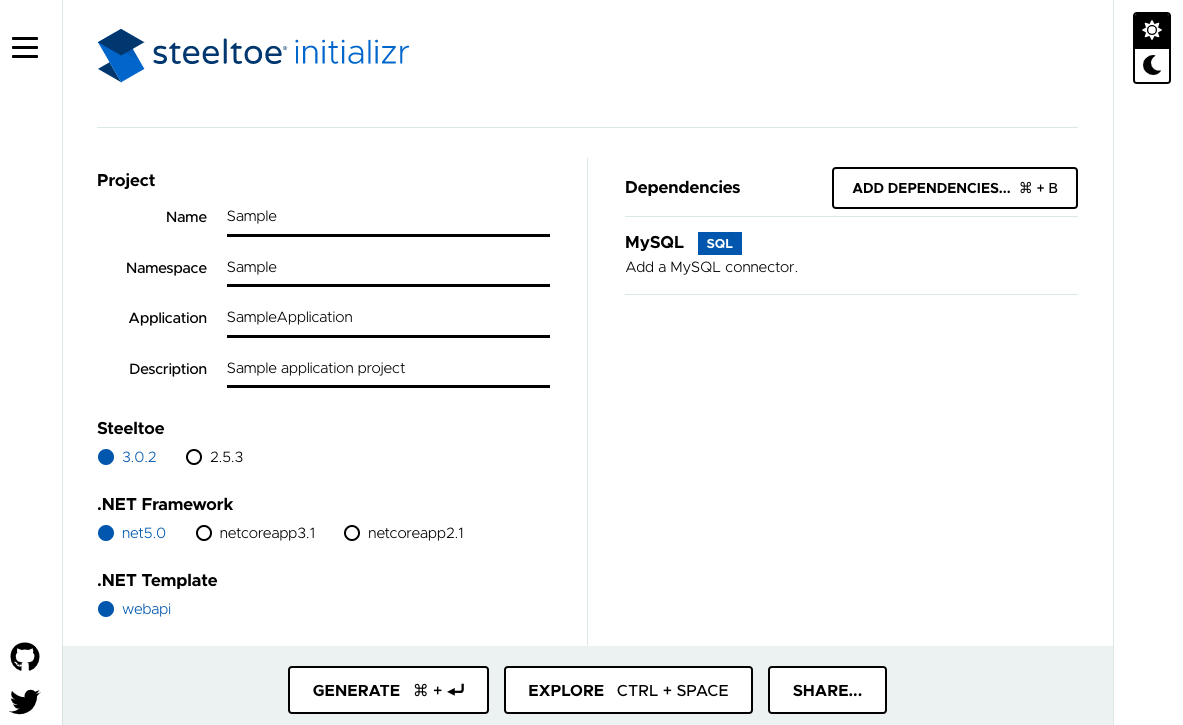 steeltoe® initializr
Project
Name Sample
Namespace Sample
Application SampleApplication
Description Sample application project
Steeltoe
3.0.2 2.5.3
.NET Framework
net5.0 netcoreapp3.1 netcoreapp2.1
.NET Template
webapi
Dependencies
ADD DEPENDENCIES... ⌘ + B
MySQL SQL
Add a MySQL connector.
GENERATE ⌘ + ⏎ EXPLORE CTRL + SPACE SHARE...